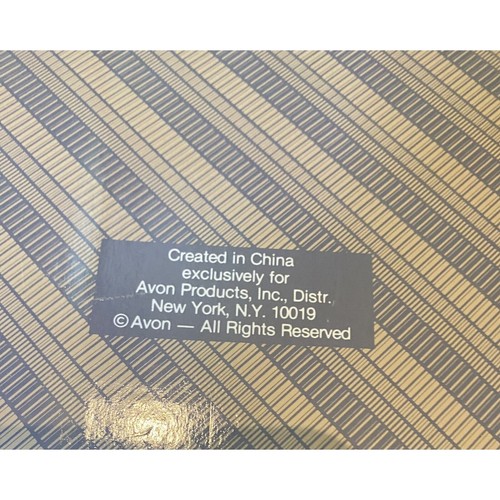 Created in China
exclusively for
Avon Products, Inc., Distr.
New York, N.Y. 10019
© Avon — All Rights Reserved